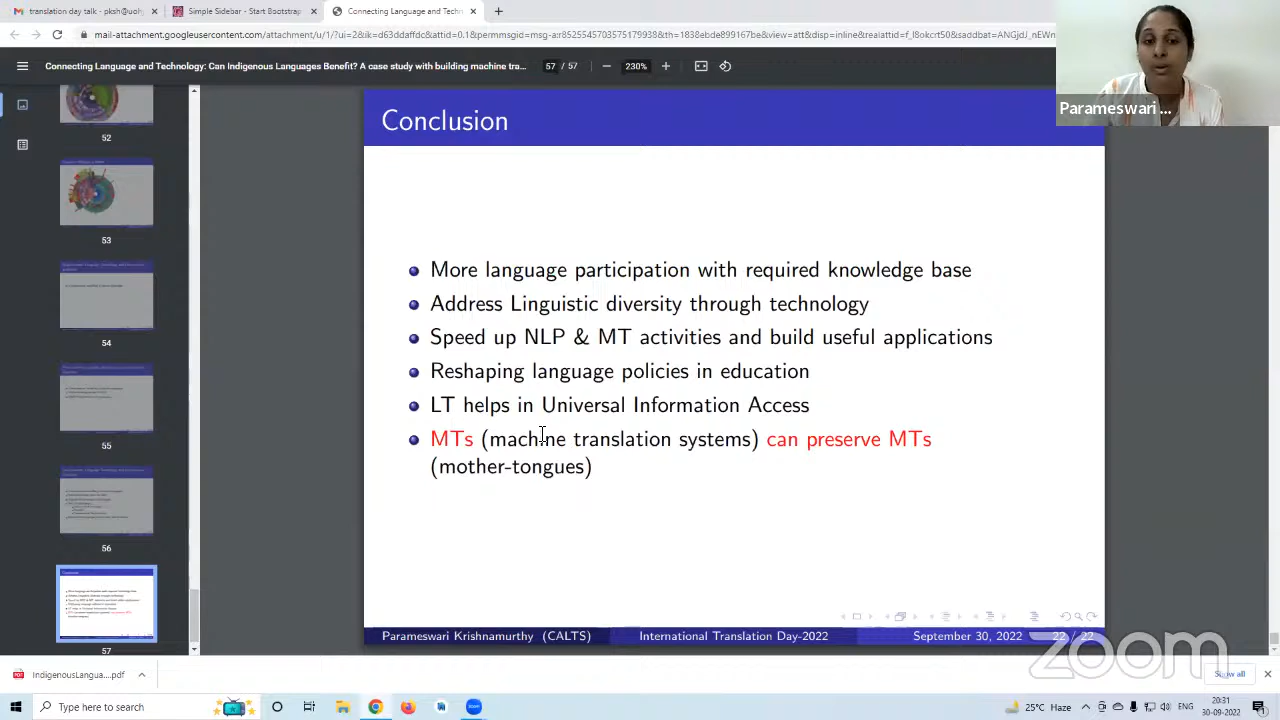 translation day talk - pksh@uoh
Simple Sidebar - Start Bootstrap
Connecting Language and Techn
Connecting Language and Technology: Can Indigenous Languages Benefit? A case study with building machine tra...
57 / 57
230%
Parameswari ...
Conclusion
More language participation with required knowledge base
Address Linguistic diversity through technology
Speed up NLP & MT activities and build useful applications
Reshaping language policies in education
LT helps in Universal Information Access
MTs (machine translation systems) can preserve MTs
(mother-tongues)
52
53
54
55
56
57
Parameswari Krishnamurthy (CALTS)
International Translation Day-2022
September 30, 2022
22 / 22
zoom
IndigenousLangua....pdf
Show all
Type here to search
25°C Haze
20:31
30-09-2022